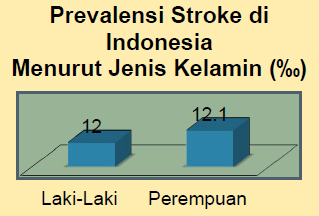 Prevalensi Stroke di
Indonesia
Menurut Jenis Kelamin (‰)
12
12.1
Laki-Laki Perempuan